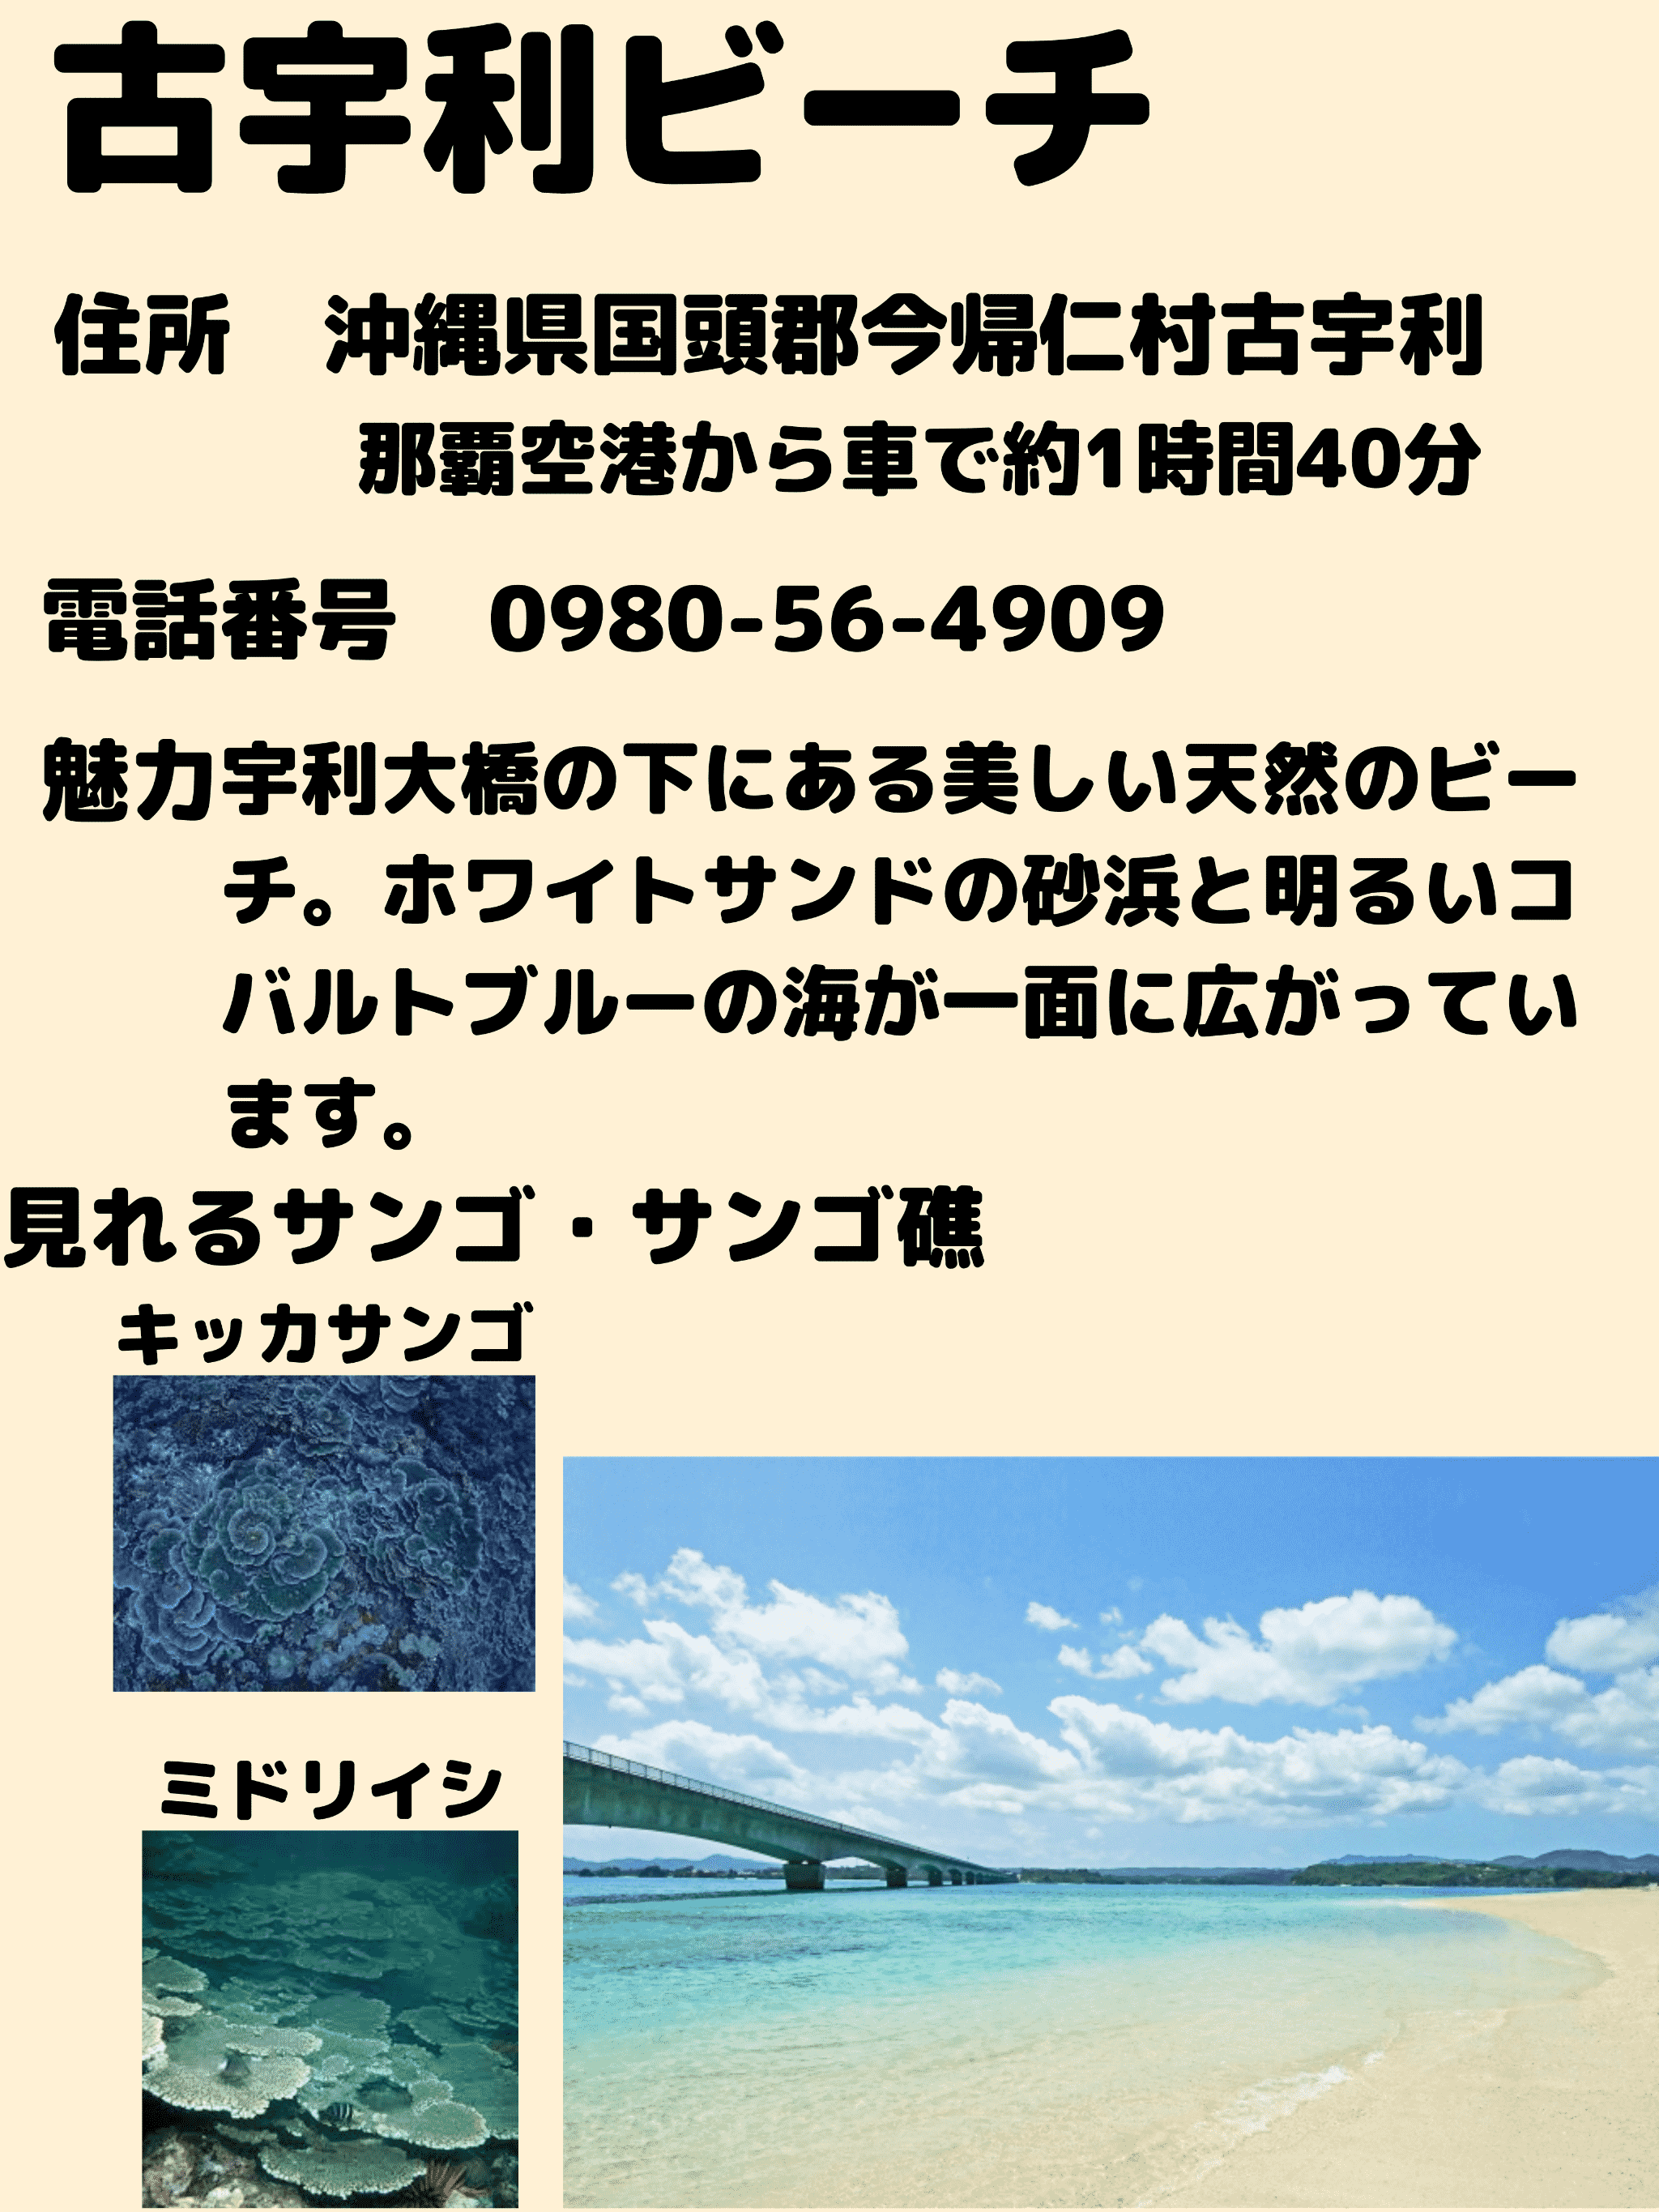 古宇利ビーチ
住所　沖縄県国頭郡今帰仁村古宇利
那覇空港から車で約1時間40分
電話番号　0980-56-4909
魅力宇利大橋の下にある美しい天然のビー
チ。ホワイトサンドの砂浜と明るいコ
バルトブルーの海が一面に広がってい
ます。
見れるサンゴ・サンゴ礁
キッカサンゴ
ミドリイシ